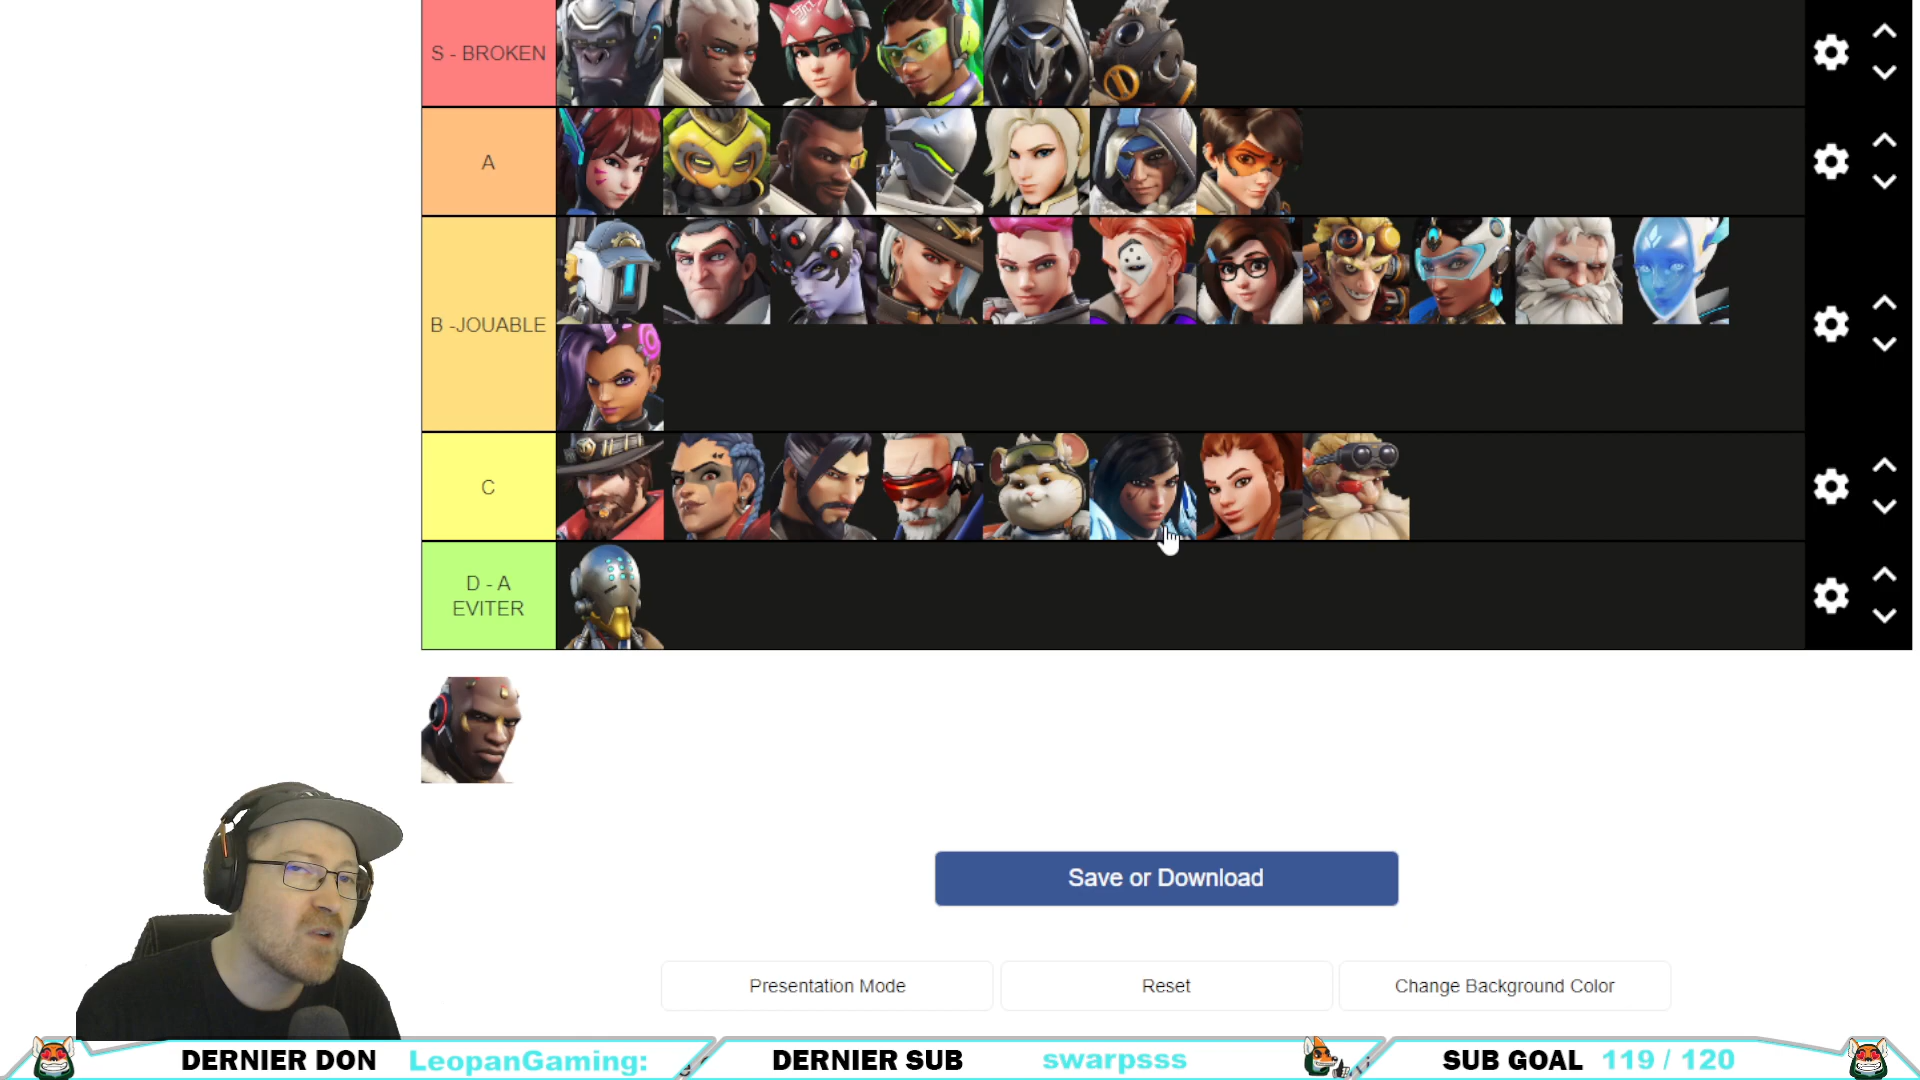 S - BROKEN
A
B -JOUABLE
C
D - A
EVITER
Save or Download
Presentation Mode
Reset
Change Background Color
DERNIER DON LeopanGaming: DERNIER SUB swarpsss SUB GOAL 119 / 120